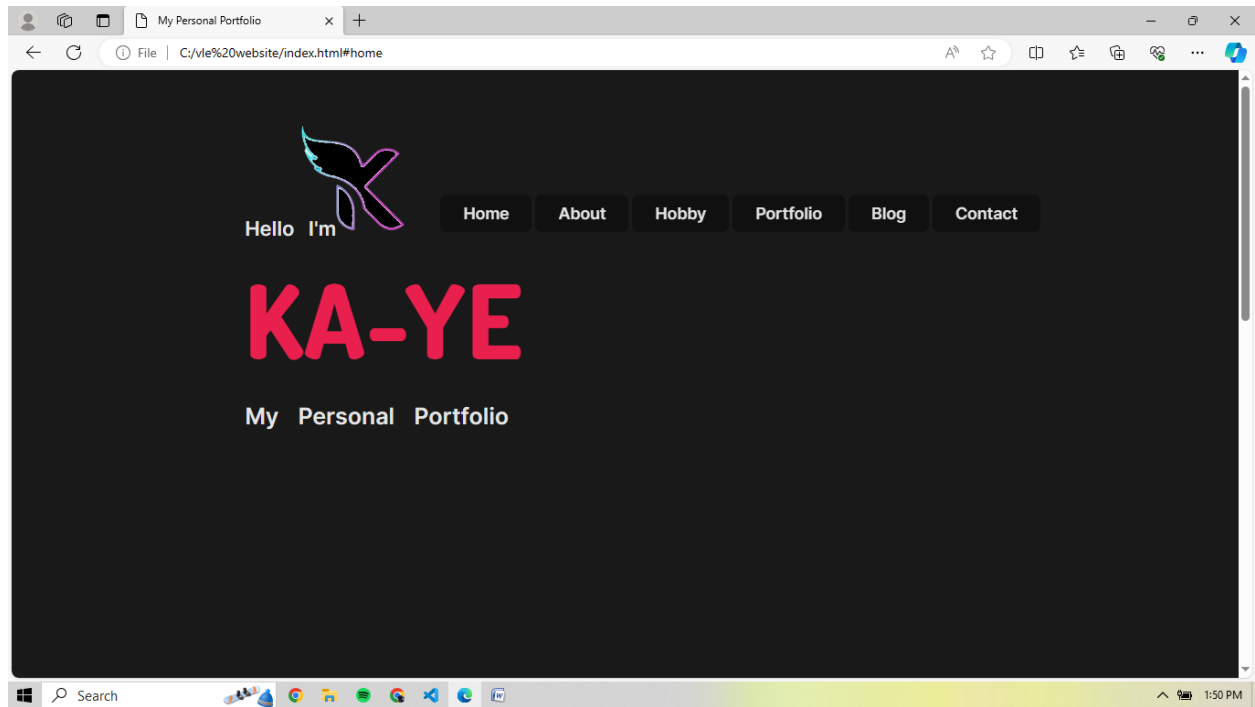 My Personal Portfolio
File | C:/vle%20website/index.html#home
Home About Hobby Portfolio Blog Contact
Hello I'm
KA-YE
My Personal Portfolio
Search
1:50 PM